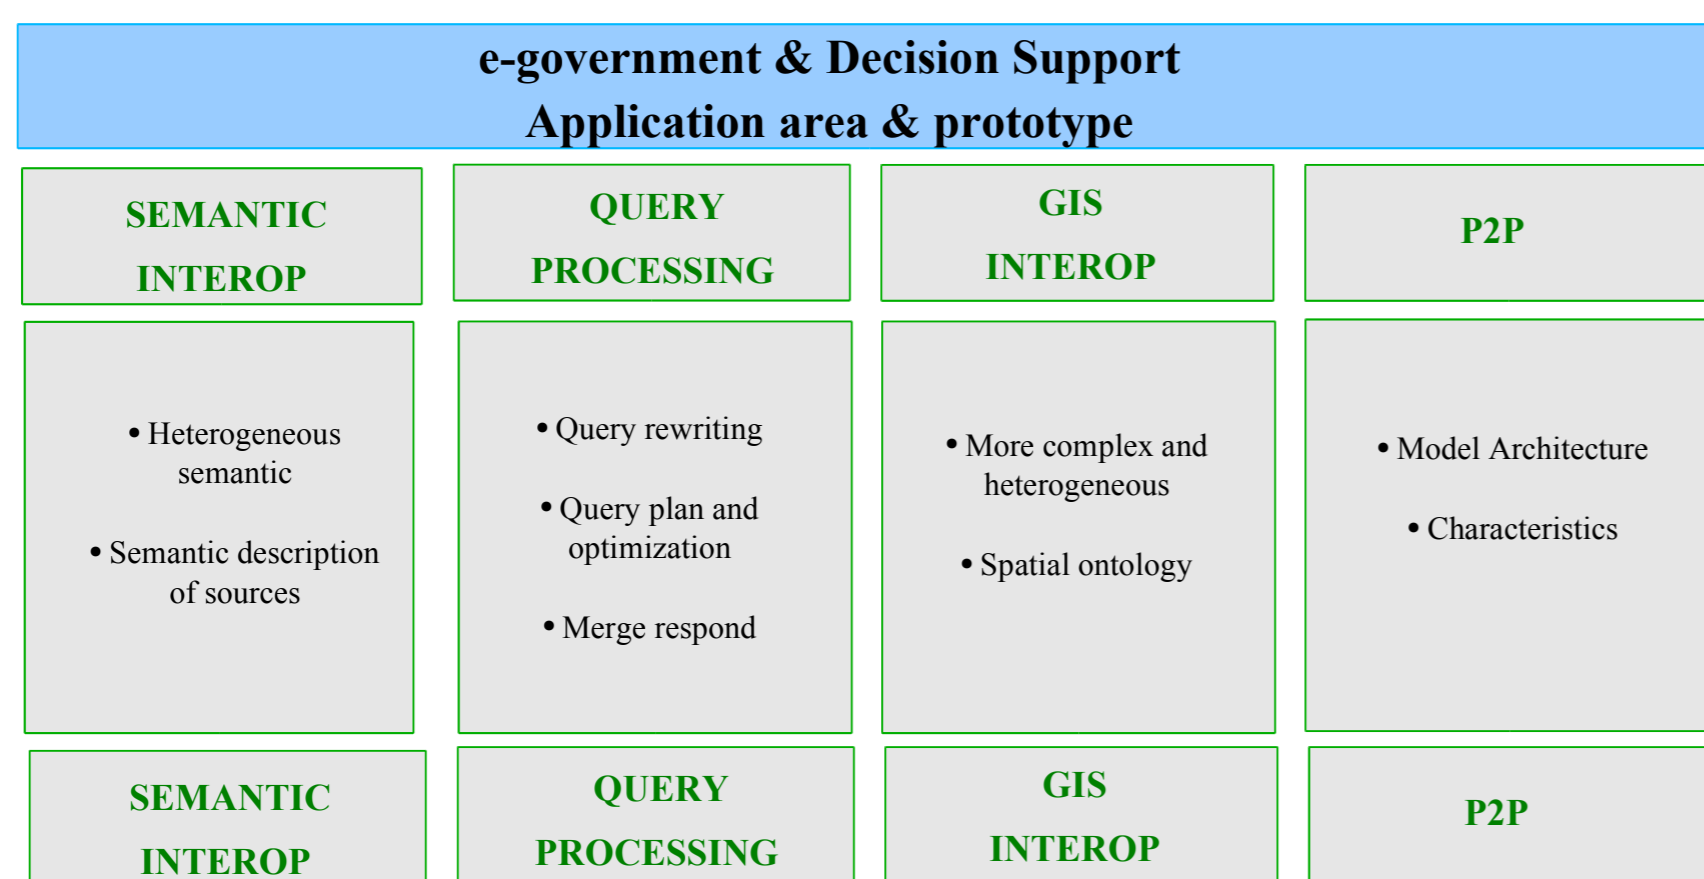 e-government & Decision Support
Application area & prototype
SEMANTIC
INTEROP
QUERY
PROCESSING
GIS
INTEROP
P2P
• Heterogeneous
semantic
• Semantic description
of sources
• Query rewriting
• Query plan and
optimization
• Merge respond
• More complex and
heterogeneous
• Spatial ontology
• Model Architecture
• Characteristics
SEMANTIC
INTEROP
QUERY
PROCESSING
GIS
INTEROP
P2P